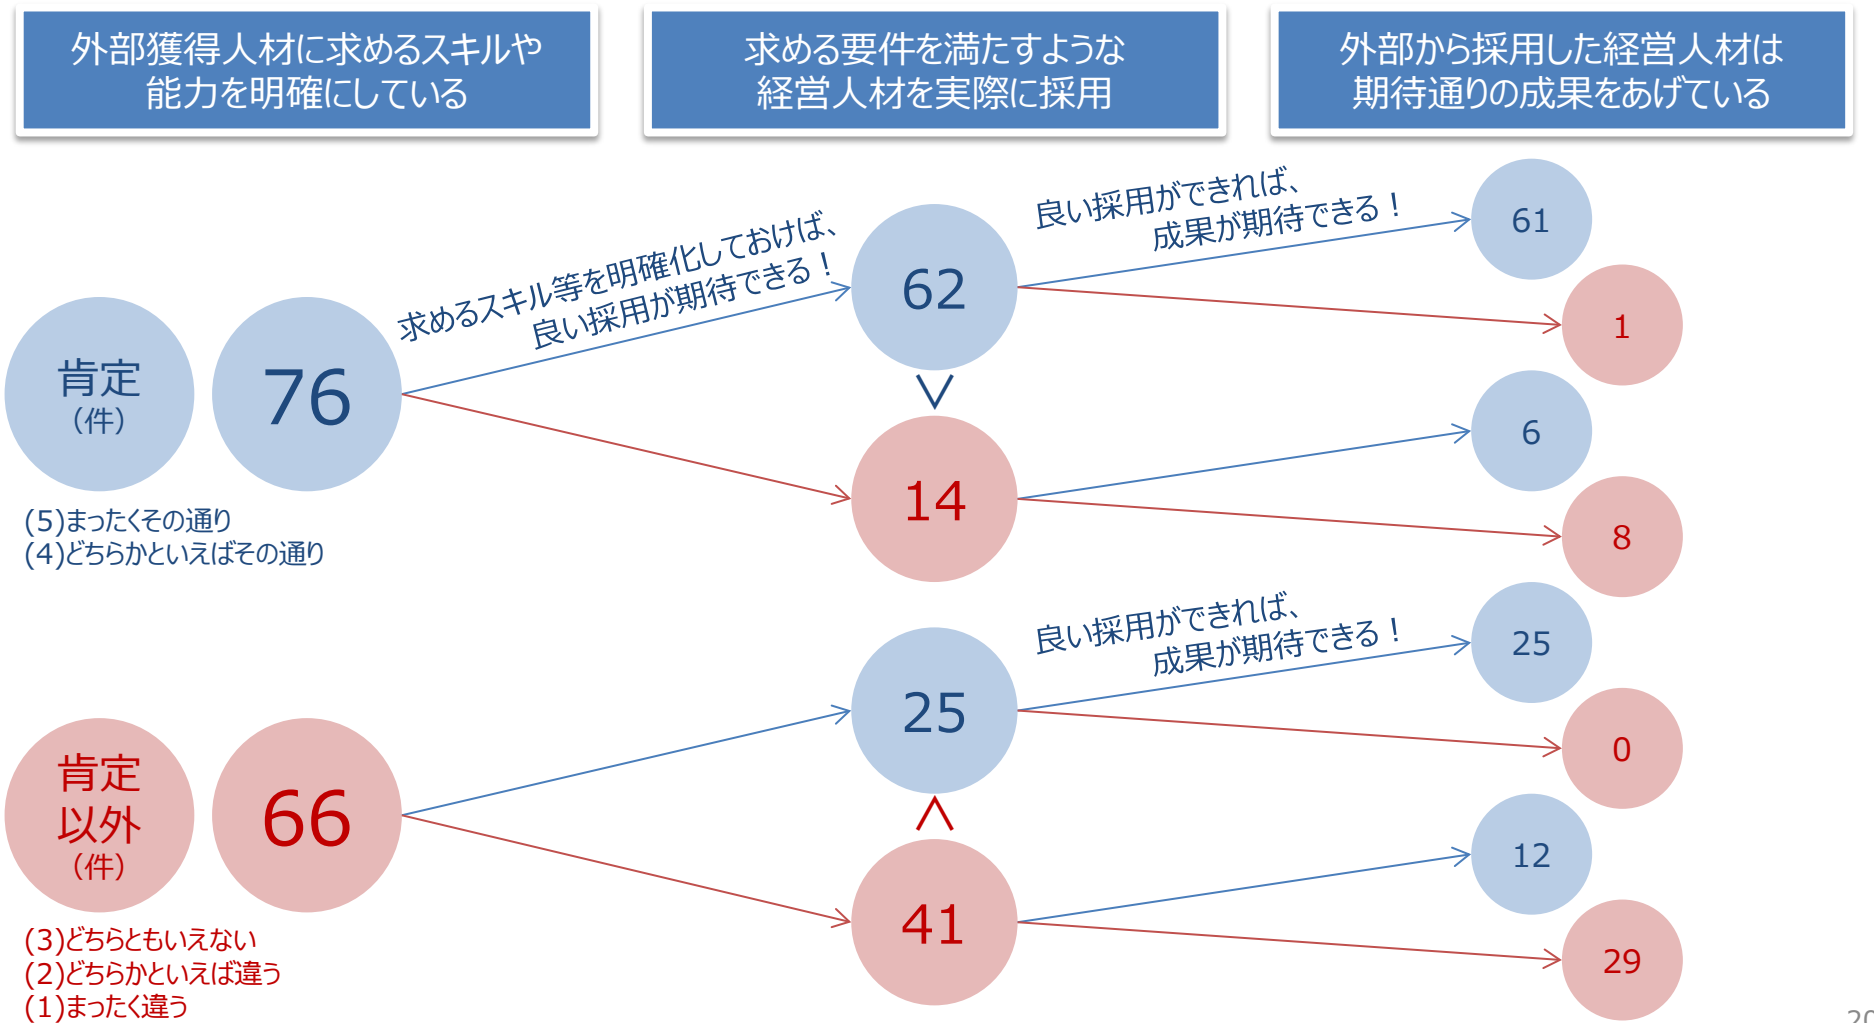 外部獲得人材に求めるスキルや
能力を明確にしている
求める要件を満たすような
経営人材を実際に採用
外部から採用した経営人材は
期待通りの成果をあげている
肯定
（件）
76
(5)まったくその通り
(4)どちらかといえばその通り
求めるスキル等を明確化しておけば、
良い採用が期待できる！
62
＞
14
良い採用ができれば、
成果が期待できる！
61
1
6
8
肯定
以外
（件）
66
(3)どちらともいえない
(2)どちらかといえば違う
(1)まったく違う
25
＜
41
良い採用ができれば、
成果が期待できる！
25
0
12
29
20